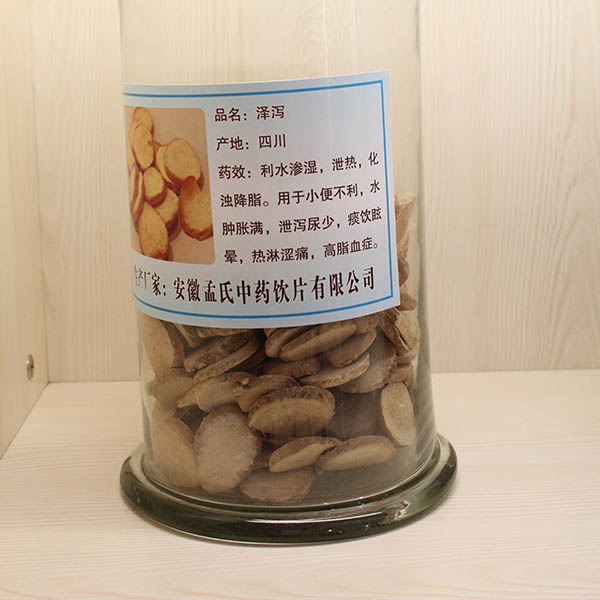 品名：泽泻
产地：四川
药效：利水渗湿，泄热，化
浊降脂。用于小便不利，水
肿胀满，泄泻尿少，痰饮眩
晕，热淋涩痛，高脂血症。
生产厂家：安徽孟氏中药饮片有限公司